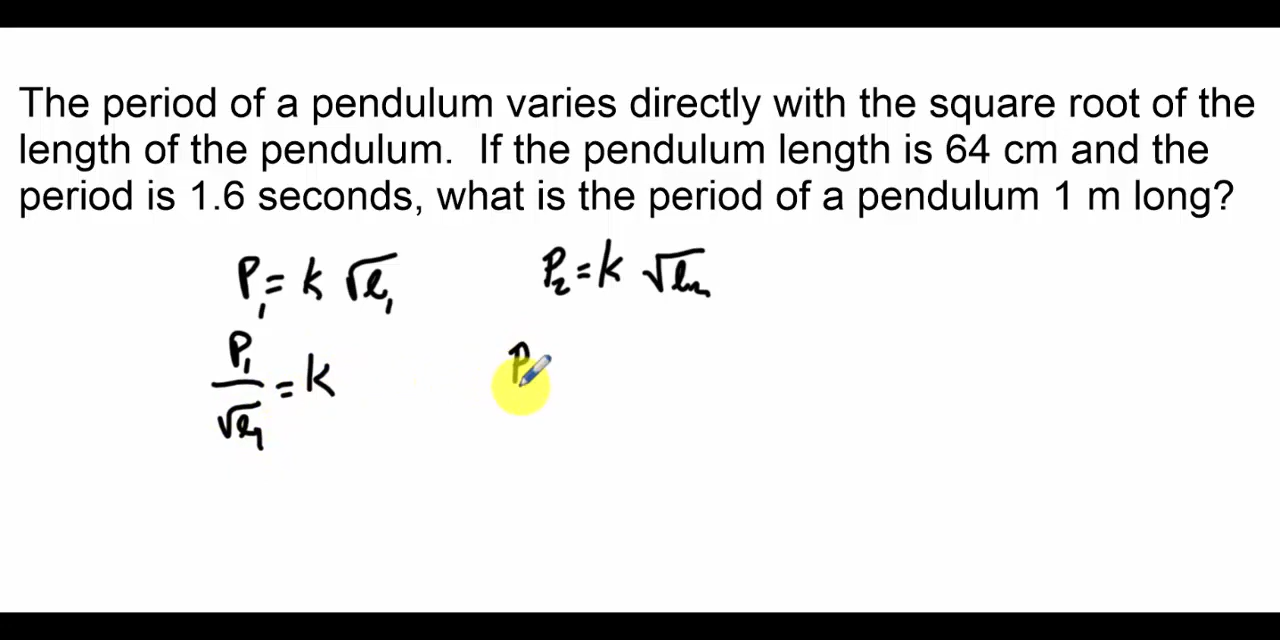 The period of a pendulum varies directly with the square root of the
length of the pendulum.  If the pendulum length is 64 cm and the
period is 1.6 seconds, what is the period of a pendulum 1 m long?
P₁ = k √l₁ P₂ = k √l₂
P₁/√l₁ = k P